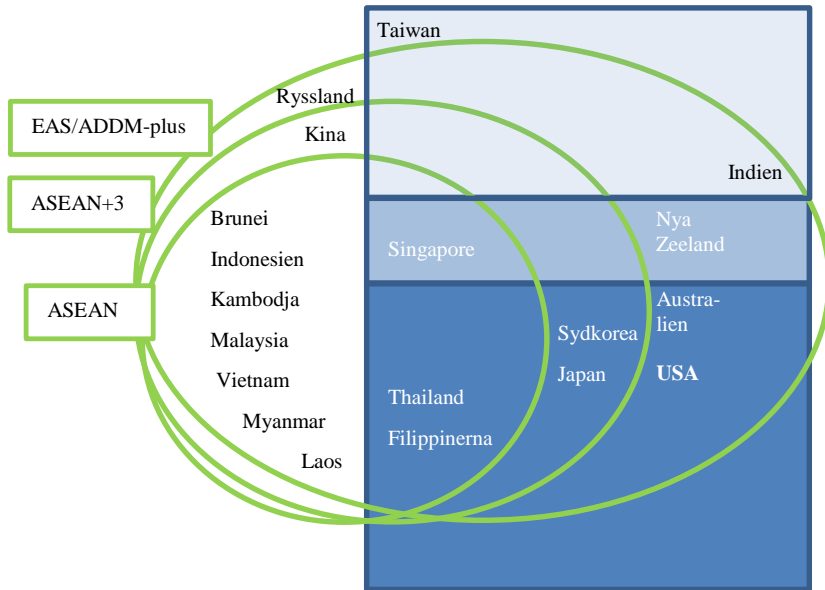 Taiwan
Ryssland
EAS/ADDM-plus
Kina
Indien
ASEAN+3
Brunei
Nya
Zeeland
Singapore
Indonesien
ASEAN
Kambodja
Austra-
lien
Malaysia
Sydkorea
Vietnam
Japan
USA
Thailand
Myanmar
Filippinerna
Laos